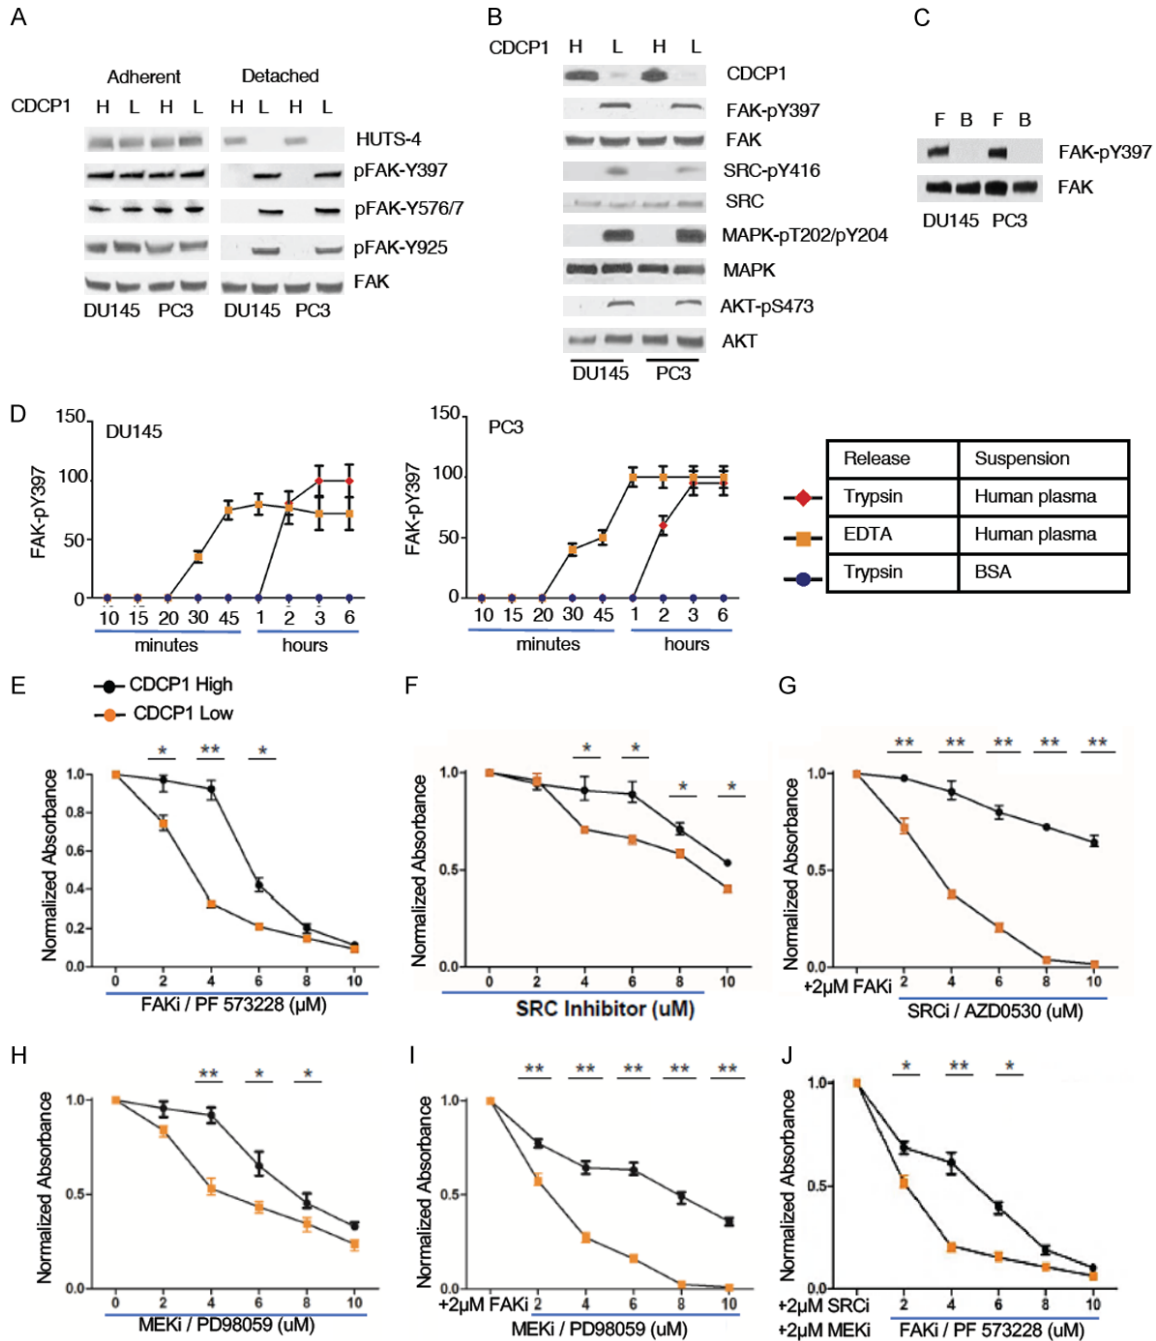 A
Adherent Detached
CDCP1 H L H L H L H L
HUTS-4
pFAK-Y397
pFAK-Y576/7
pFAK-Y925
FAK
DU145 PC3 DU145 PC3
B
CDCP1 H L H L
CDCP1
FAK-pY397
FAK
SRC-pY416
SRC
MAPK-pT202/pY204
MAPK
AKT-pS473
AKT
DU145 PC3
C
F B F B
FAK-pY397
FAK
DU145 PC3
D
DU145
FAK-pY397
150
100
50
0
10 15 20 30 45 1 2 3 6
minutes hours
PC3
FAK-pY397
150
100
50
0
10 15 20 30 45 1 2 3 6
minutes hours
Release Suspension
Trypsin Human plasma
EDTA Human plasma
Trypsin BSA
E
CDCP1 High
CDCP1 Low
* ** *
Normalized Absorbance
1.0
0.8
0.6
0.4
0.2
0.0
0 2 4 6 8 10
FAKi / PF 573228 (μM)
F
* * * *
Normalized Absorbance
1.0
0.5
0.0
0 2 4 6 8 10
SRC Inhibitor (uM)
G
** ** ** ** **
Normalized Absorbance
1.0
0.5
0.0
+2μM FAKi 2 4 6 8 10
SRCi / AZD0530 (uM)
H
** * *
Normalized Absorbance
1.0
0.5
0.0
0 2 4 6 8 10
MEKi / PD98059 (uM)
I
** ** ** ** **
Normalized Absorbance
1.0
0.5
0.0
+2μM FAKi 2 4 6 8 10
MEKi / PD98059 (uM)
J
* ** *
Normalized Absorbance
1.0
0.5
0.0
+2μM SRCi 2 4 6 8 10
+2μM MEKi FAKi / PF 573228 (uM)